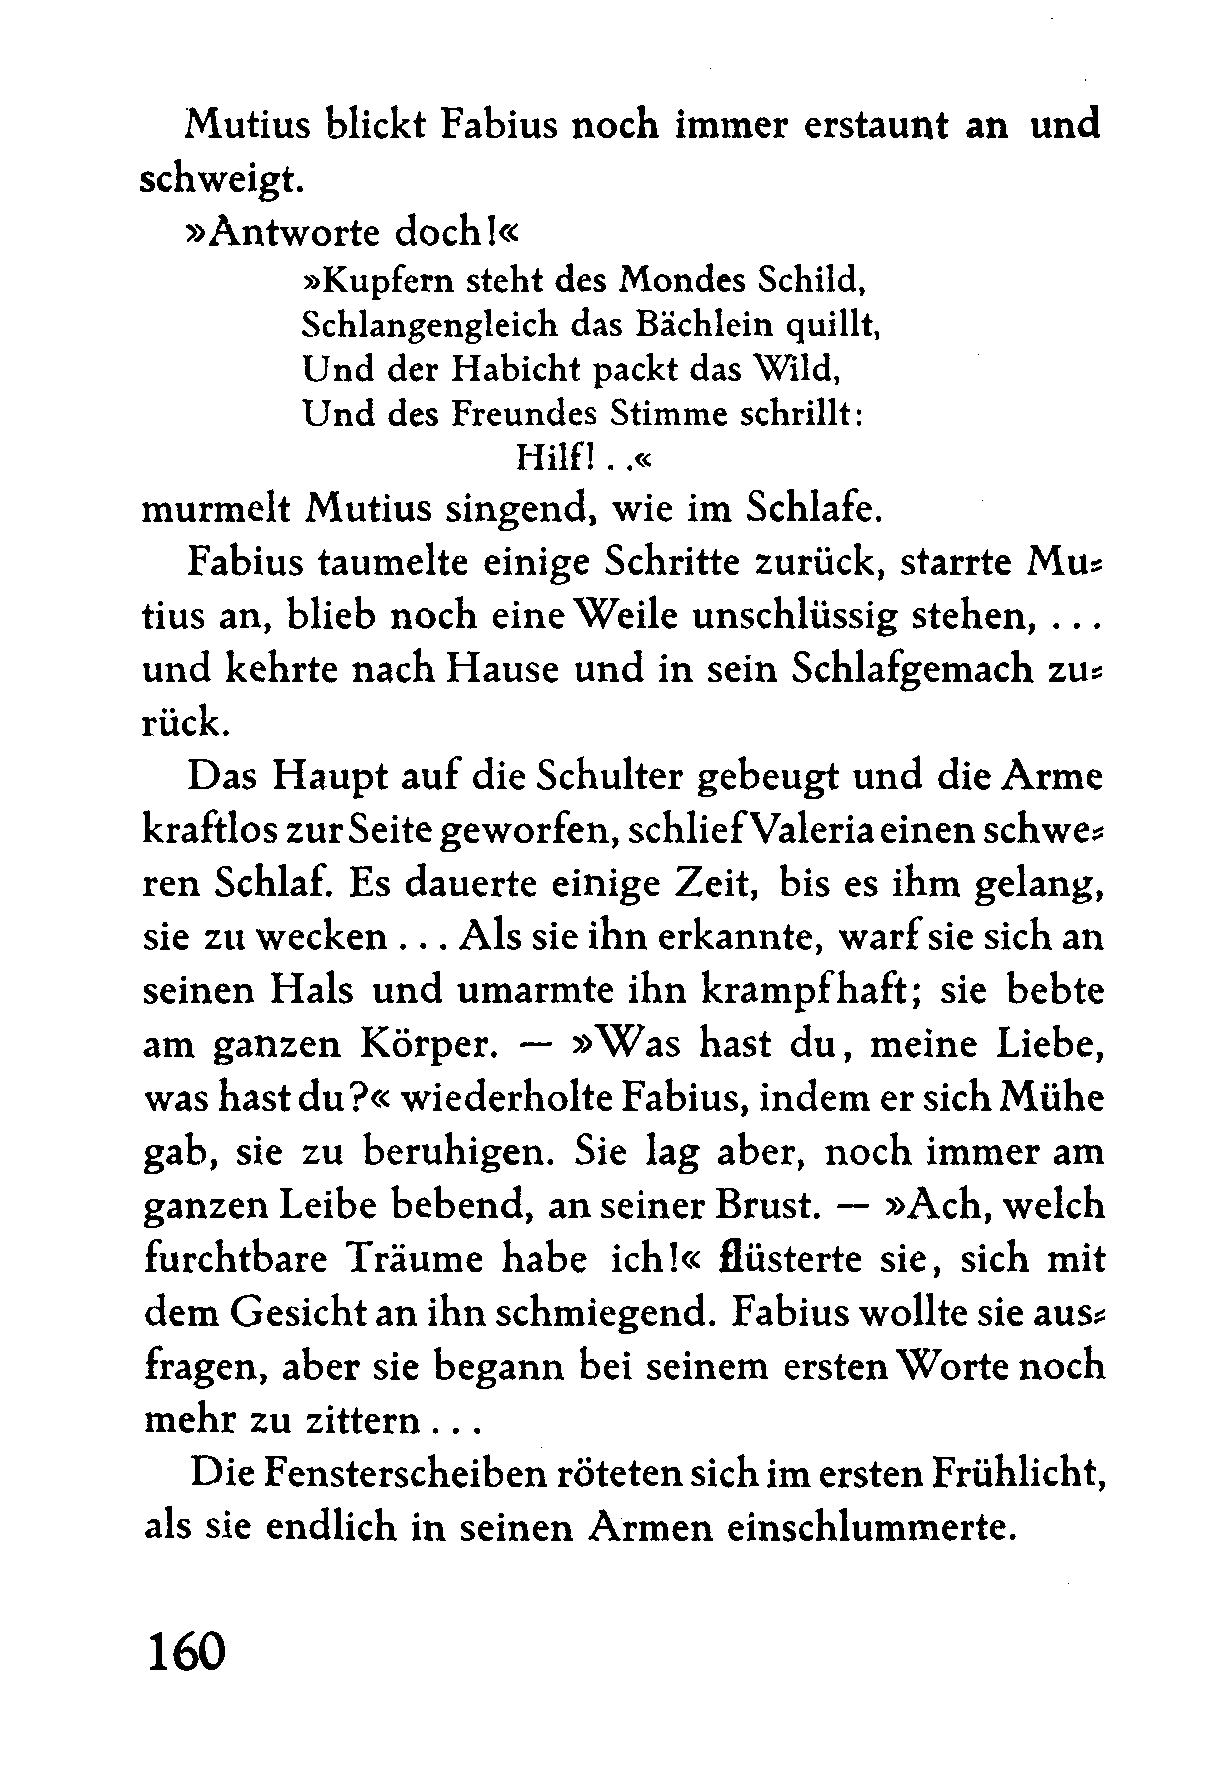 Mutius blickt Fabius noch immer erstaunt an und
schweigt.
»Antworte doch!«
»Kupfern steht des Mondes Schild,
Schlangengleich das Bächlein quillt,
Und der Habicht packt das Wild,
Und des Freundes Stimme schrillt:
Hilf! . .«
murmelt Mutius singend, wie im Schlafe.
Fabius taumelte einige Schritte zurück, starrte Mu⸗
tius an, blieb noch eine Weile unschlüssig stehen, . . .
und kehrte nach Hause und in sein Schlafgemach zu⸗
rück.
Das Haupt auf die Schulter gebeugt und die Arme
kraftlos zur Seite geworfen, schlief Valeria einen schwe⸗
ren Schlaf. Es dauerte einige Zeit, bis es ihm gelang,
sie zu wecken . . . Als sie ihn erkannte, warf sie sich an
seinen Hals und umarmte ihn krampfhaft; sie bebte
am ganzen Körper. — »Was hast du, meine Liebe,
was hast du?« wiederholte Fabius, indem er sich Mühe
gab, sie zu beruhigen. Sie lag aber, noch immer am
ganzen Leibe bebend, an seiner Brust. — »Ach, welch
furchtbare Träume habe ich!« flüsterte sie, sich mit
dem Gesicht an ihn schmiegend. Fabius wollte sie aus⸗
fragen, aber sie begann bei seinem ersten Worte noch
mehr zu zittern . . .
Die Fensterscheiben röteten sich im ersten Frühlicht,
als sie endlich in seinen Armen einschlummerte.
160